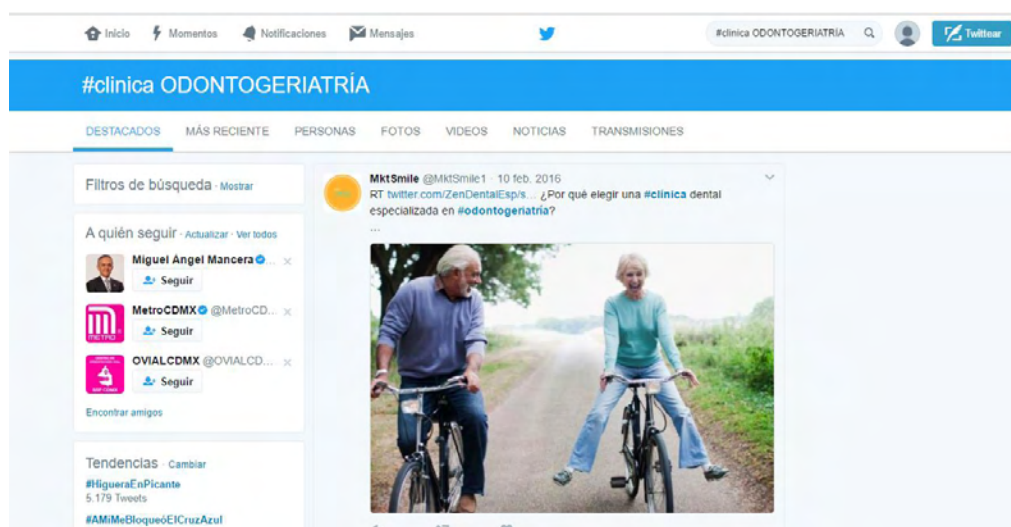 Inicio Momentos Notificaciones Mensajes #clinica ODONTOGERIATRÍA Twittear
#clinica ODONTOGERIATRÍA
DESTACADOS MÁS RECIENTE PERSONAS FOTOS VIDEOS NOTICIAS TRANSMISIONES
Filtros de búsqueda · Mostrar
A quién seguir · Actualizar · Ver todos
Miguel Ángel Mancera ...
Seguir
MetroCDMX @MetroCD...
Seguir
METRO
OVIALCDMX @OVIALCD...
Seguir
Encontrar amigos
Tendencias · Cambiar
#HigueraEnPicante
5.179 Tweets
#AMiMeBloqueóElCruzAzul
MktSmile @MktSmile1 · 10 feb. 2016
RT twitter.com/ZenDentalEsp/s... ¿Por qué elegir una #clínica dental
especializada en #odontogeriatría?
...